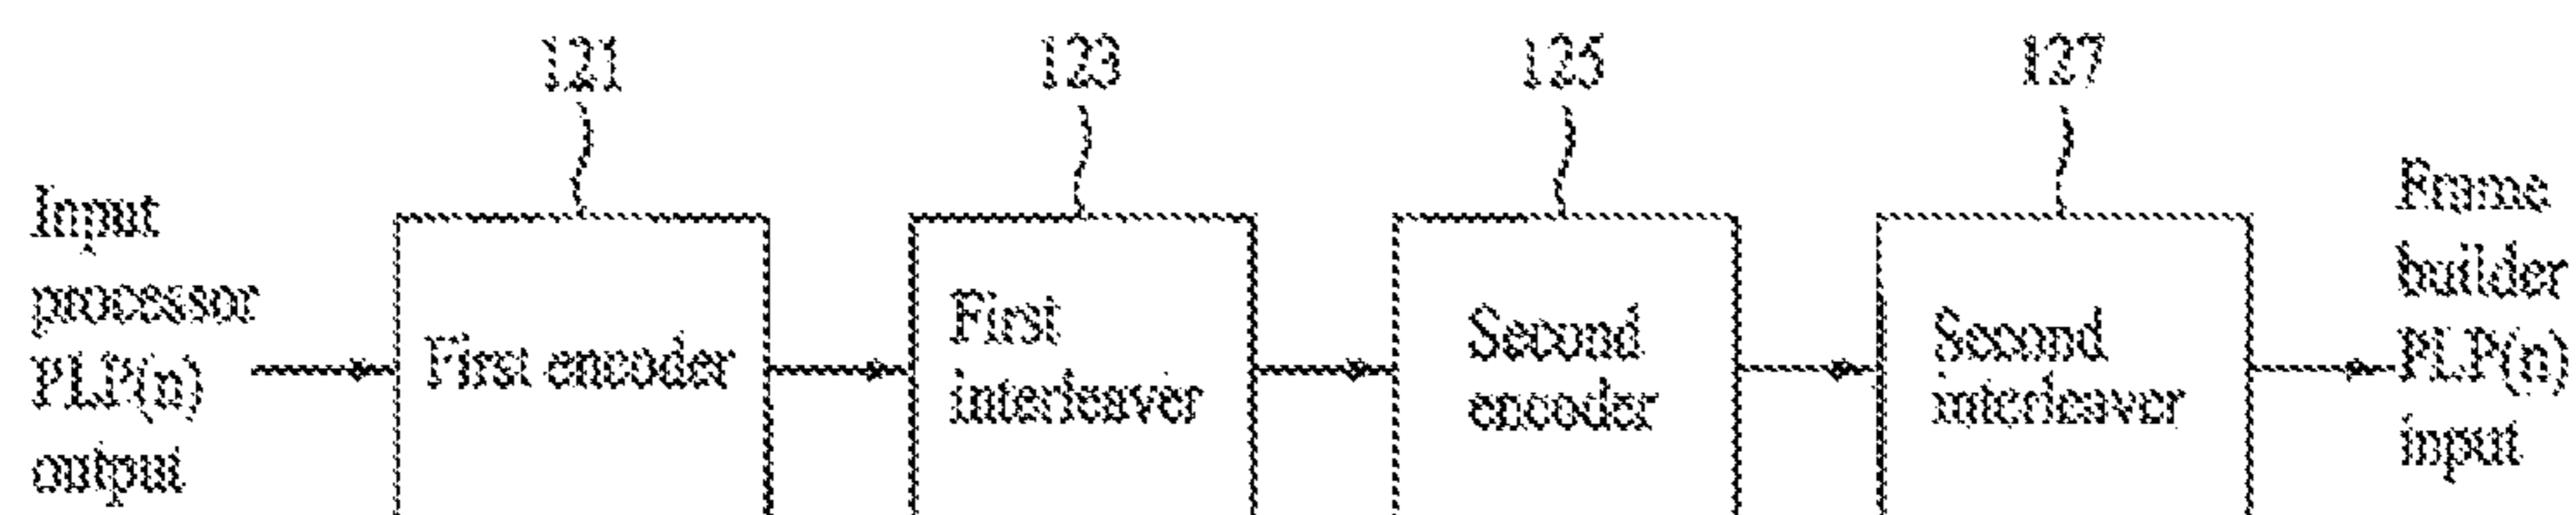 121
123
125
127
Input
processor
PLP(n)
output
First encoder
First
interleaver
Second
encoder
Second
interleaver
Frame
builder
PLP(n)
input